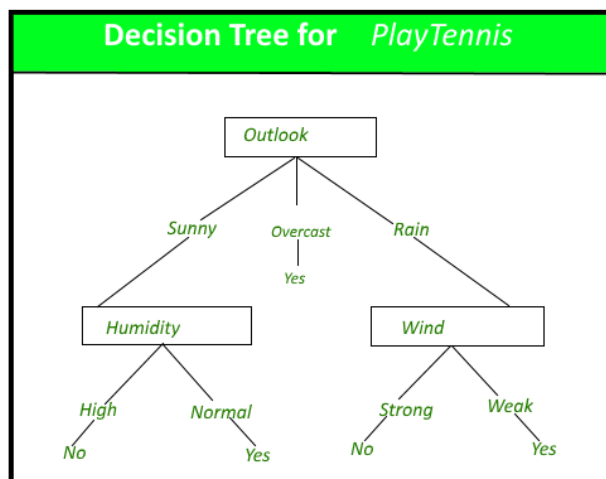 Decision Tree for PlayTennis
Outlook
Sunny Overcast Rain
Yes
Humidity Wind
High Normal Strong Weak
No Yes No Yes